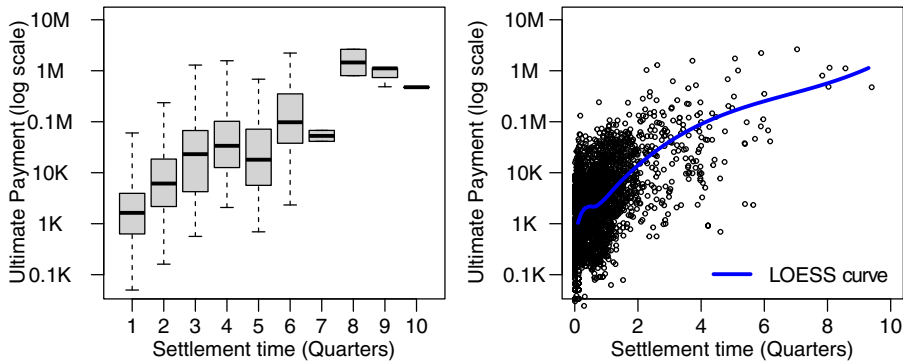 Ultimate Payment (log scale)
10M
1M
0.1M
10K
1K
0.1K
1 2 3 4 5 6 7 8 9 10
Settlement time (Quarters)
Ultimate Payment (log scale)
10M
1M
0.1M
10K
1K
0.1K
LOESS curve
0 2 4 6 8 10
Settlement time (Quarters)